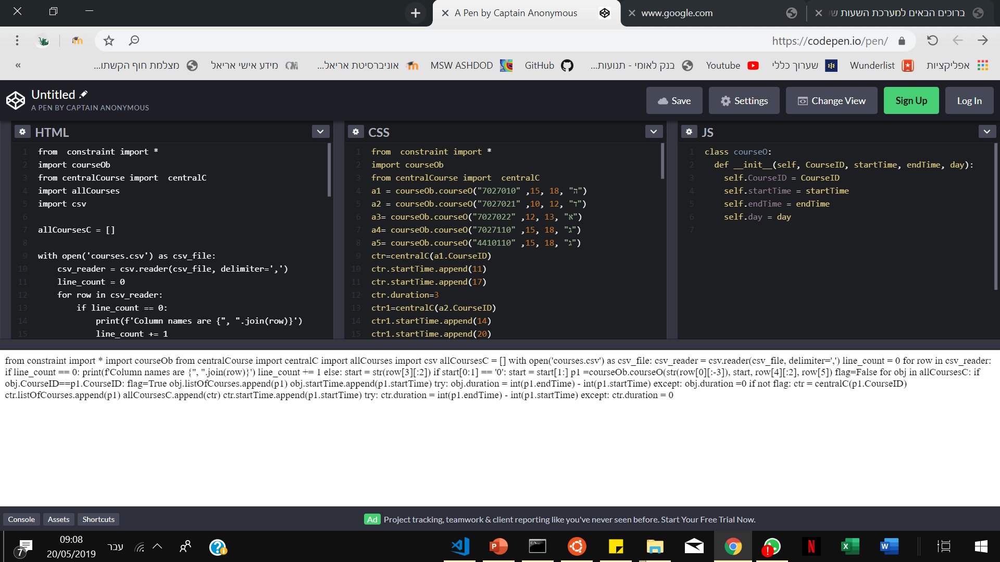 A Pen by Captain Anonymous
www.google.com
ברוכים הבאים למערכת השעות
https://codepen.io/pen/
מצלמת חוף הקשתו...
מידע אישי אריאל
אוניברסיטת אריאל...
MSW ASHDOD
GitHub
בנק לאומי - תנועות...
Youtube
שערוך כללי
Wunderlist
אפליקציות
Untitled
A PEN BY CAPTAIN ANONYMOUS
Save
Settings
Change View
Sign Up
Log In
HTML
1 from  constraint import *
2 import courseOb
3 from centralCourse import  centralC
4 import allCourses
5 import csv
6
7 allCoursesC = []
8
9 with open('courses.csv') as csv_file:
10     csv_reader = csv.reader(csv_file, delimiter=',')
11     line_count = 0
12     for row in csv_reader:
13         if line_count == 0:
14             print(f'Column names are {", ".join(row)}')
15             line_count += 1
CSS
1 from  constraint import *
2 import courseOb
3 from centralCourse import  centralC
4 a1 = courseOb.courseO("7027010" ,15, 18, "ה")
5 a2 = courseOb.courseO("7027021" ,10, 12, "ד")
6 a3= courseOb.courseO("7027022" ,12, 13, "א")
7 a4= courseOb.courseO("7027110" ,15, 18, "ג")
8 a5= courseOb.courseO("4410110" ,15, 18, "ג")
9 ctr=centralC(a1.CourseID)
10 ctr.startTime.append(11)
11 ctr.startTime.append(17)
12 ctr.duration=3
13 ctr1=centralC(a2.CourseID)
14 ctr1.startTime.append(14)
15 ctr1.startTime.append(20)
JS
1 class courseO:
2   def __init__(self, CourseID, startTime, endTime, day):
3     self.CourseID = CourseID
4     self.startTime = startTime
5     self.endTime = endTime
6     self.day = day
7
from constraint import * import courseOb from centralCourse import centralC import allCourses import csv allCoursesC = [] with open('courses.csv') as csv_file: csv_reader = csv.reader(csv_file, delimiter=',') line_count = 0 for row in csv_reader:
if line_count == 0: print(f'Column names are {", ".join(row)}') line_count += 1 else: start = str(row[3][:2]) if start[0:1] == '0': start = start[1:] p1 =courseOb.courseO(str(row[0][:-3]), start, row[4][:2], row[5]) flag=False for obj in allCoursesC: if
obj.CourseID==p1.CourseID: flag=True obj.listOfCourses.append(p1) obj.startTime.append(p1.startTime) try: obj.duration = int(p1.endTime) - int(p1.startTime) except: obj.duration =0 if not flag: ctr = centralC(p1.CourseID)
ctr.listOfCourses.append(p1) allCoursesC.append(ctr) ctr.startTime.append(p1.startTime) try: ctr.duration = int(p1.endTime) - int(p1.startTime) except: ctr.duration = 0
Console
Assets
Shortcuts
Ad Project tracking, teamwork & client reporting like you've never seen before. Start Your Free Trial Now.
7
09:08
20/05/2019
עבר